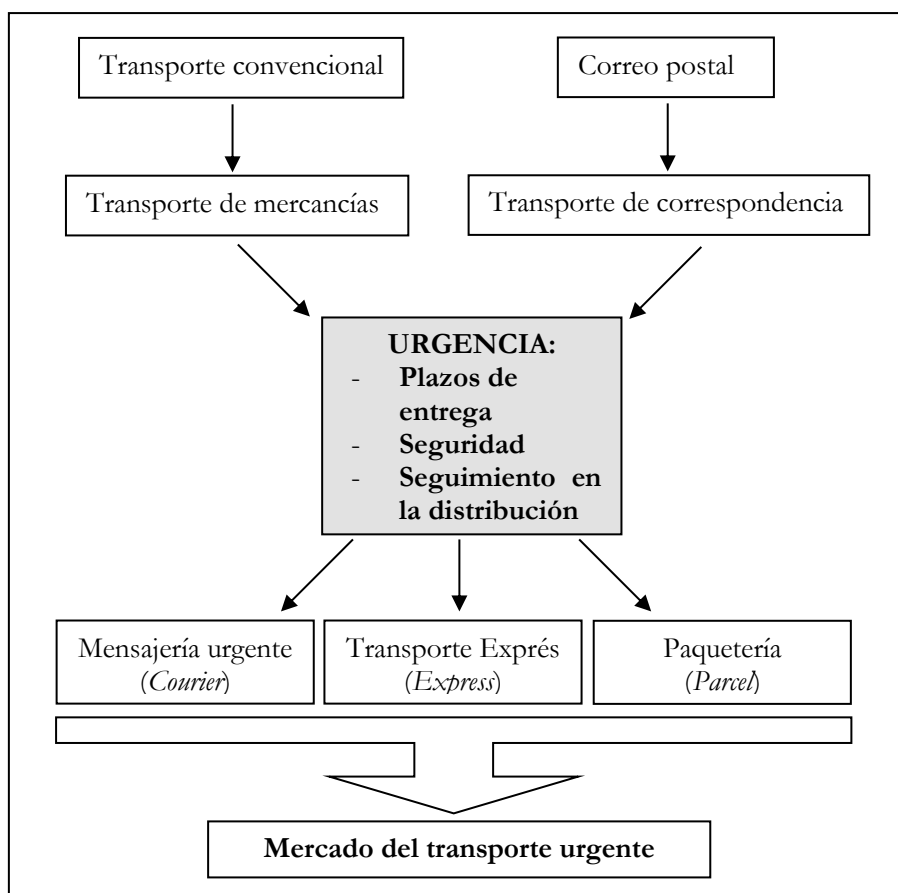 Transporte convencional
Correo postal
Transporte de mercancías
Transporte de correspondencia
URGENCIA:
- Plazos de
entrega
- Seguridad
- Seguimiento en
la distribución
Mensajería urgente
(Courier)
Transporte Exprés
(Express)
Paquetería
(Parcel)
Mercado del transporte urgente